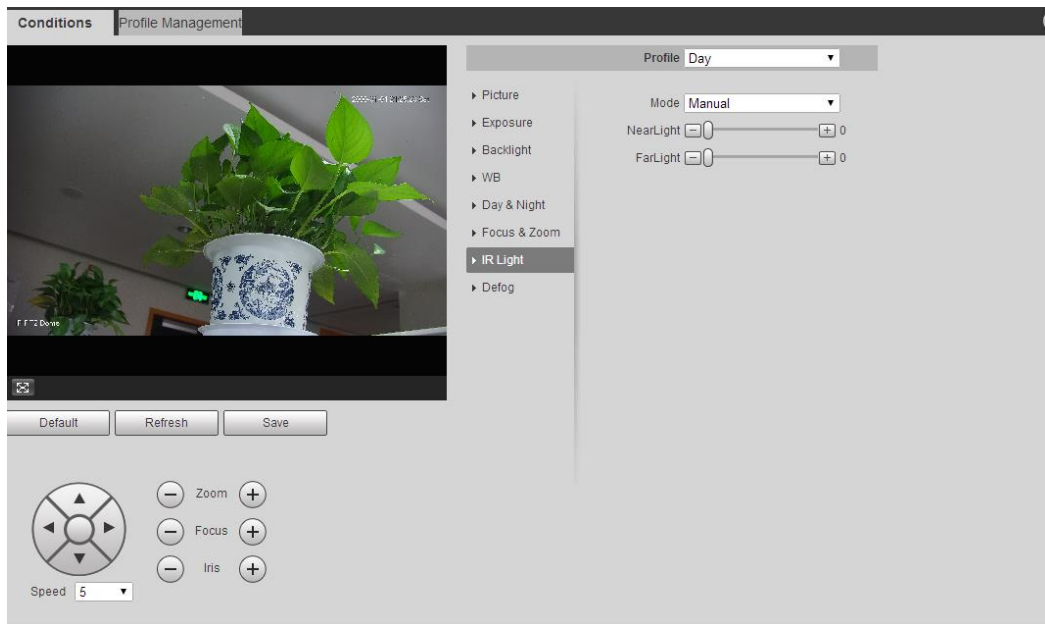 Conditions
Profile Management
Profile Day
Picture
Exposure
Backlight
WB
Day & Night
Focus & Zoom
IR Light
Defog
Mode Manual
NearLight 0
FarLight 0
Default
Refresh
Save
Zoom
Focus
Iris
Speed 5